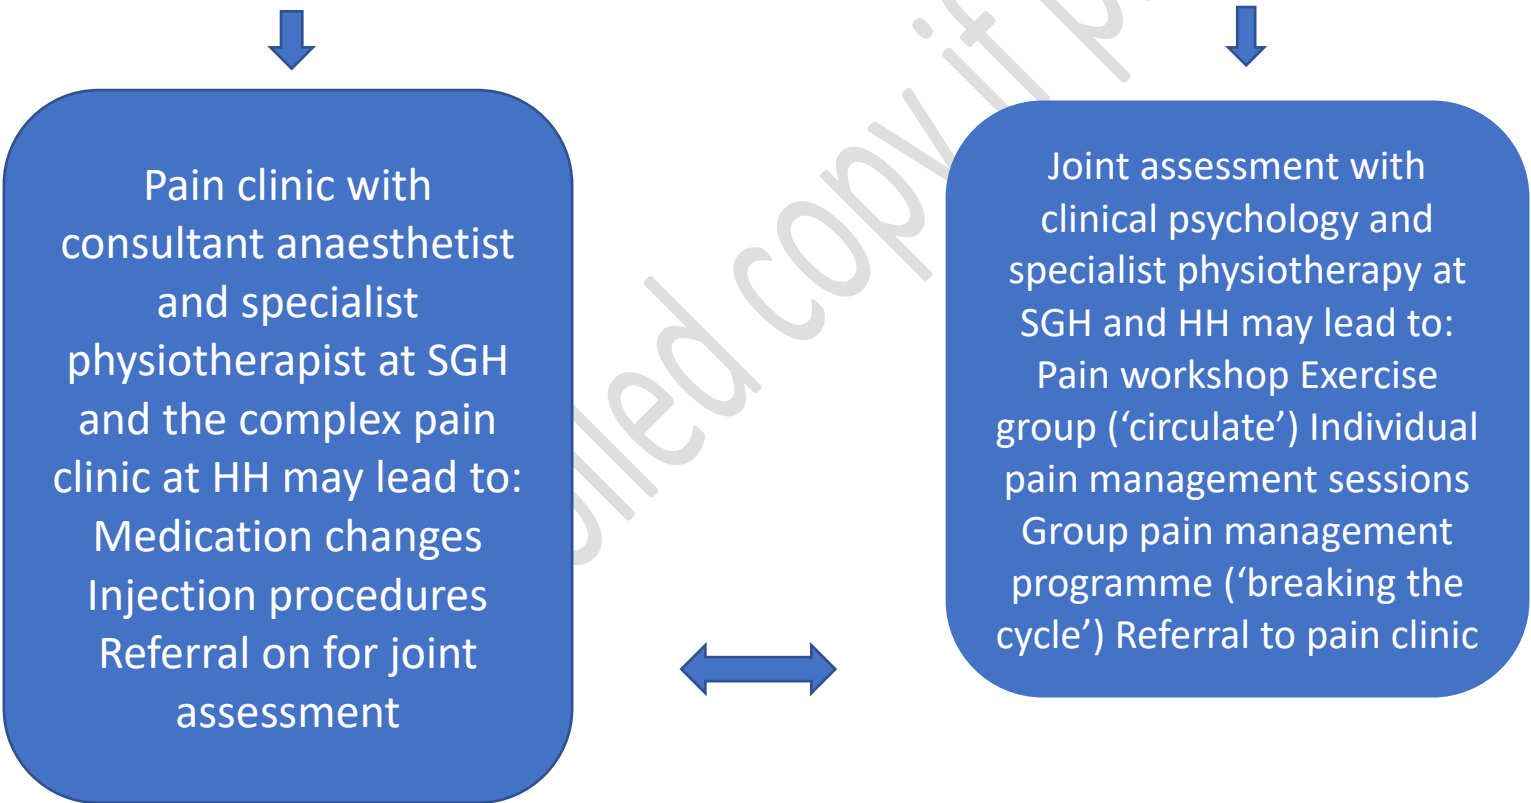 Pain clinic with
consultant anaesthetist
and specialist
physiotherapist at SGH
and the complex pain
clinic at HH may lead to:
Medication changes
Injection procedures
Referral on for joint
assessment
Joint assessment with
clinical psychology and
specialist physiotherapy at
SGH and HH may lead to:
Pain workshop Exercise
group (‘circulate’) Individual
pain management sessions
Group pain management
programme (‘breaking the
cycle’) Referral to pain clinic
copy if